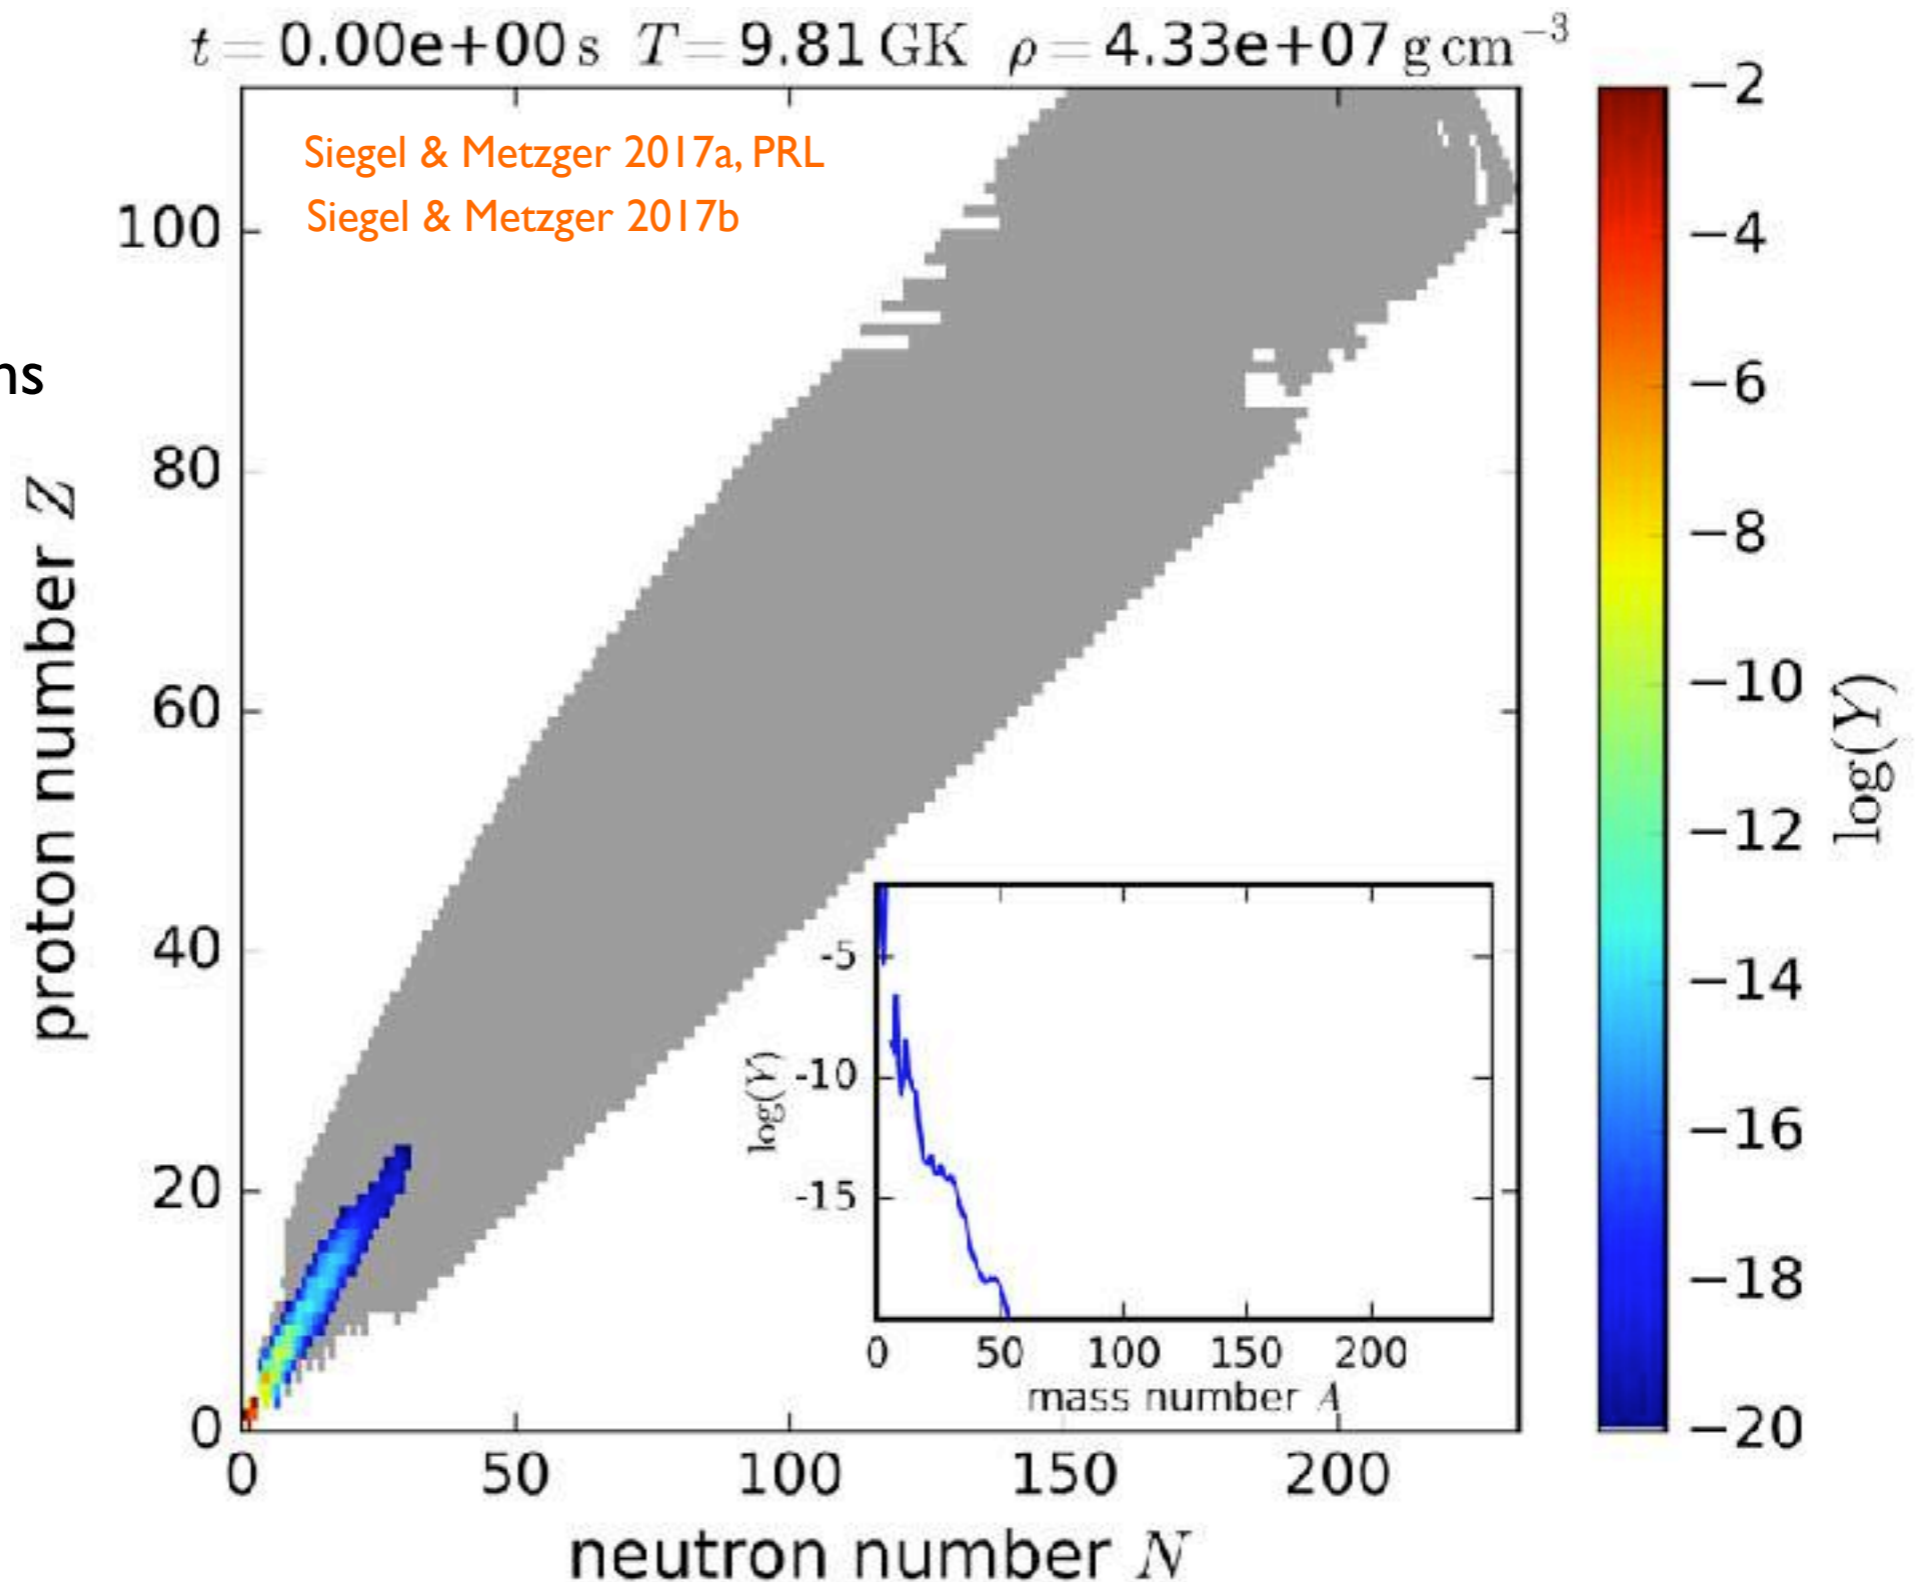 t = 0.00e+00 s T = 9.81 GK ρ = 4.33e+07 g cm⁻³
Siegel & Metzger 2017a, PRL
Siegel & Metzger 2017b
ns
proton number Z
100
80
60
40
20
0
0 50 100 150 200
neutron number N
log(Y)
-5
-10
-15
0 50 100 150 200
mass number A
−2
−4
−6
−8
−10
−12
−14
−16
−18
−20
log(Y)